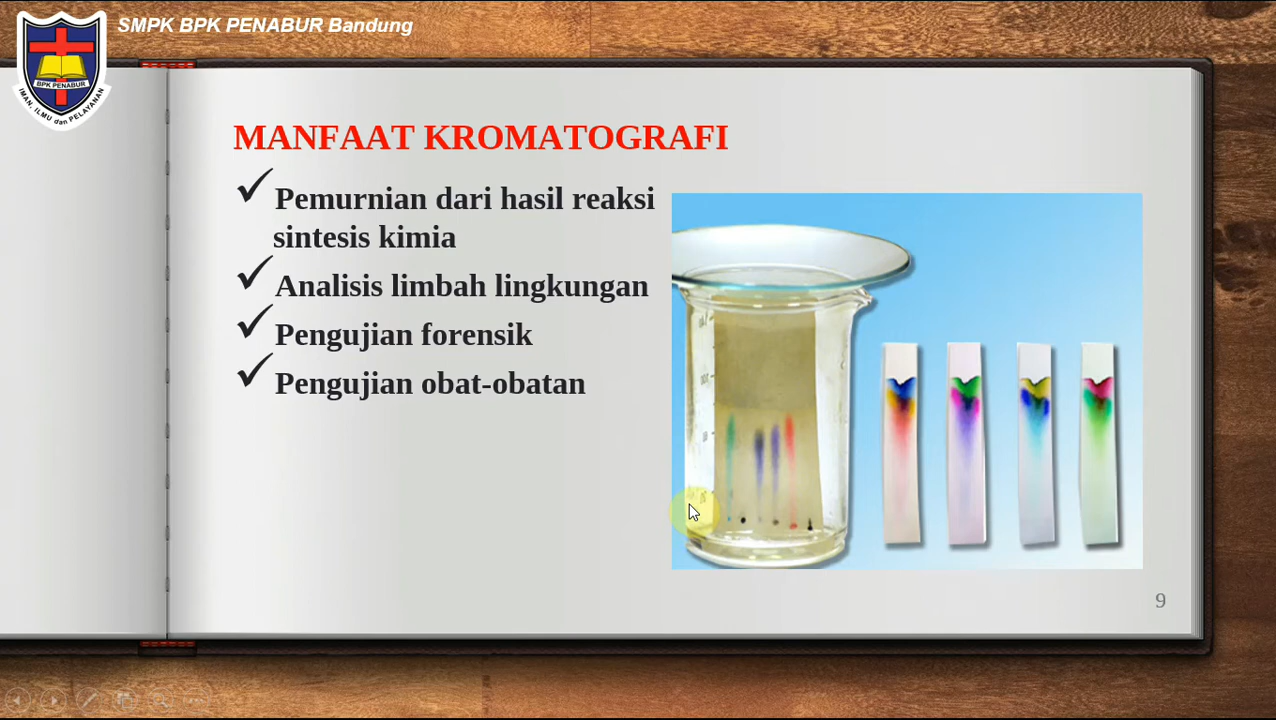 SMPK BPK PENABUR Bandung
BPK PENABUR
IMAN, ILMU dan PELAYANAN
MANFAAT KROMATOGRAFI
Pemurnian dari hasil reaksi
sintesis kimia
Analisis limbah lingkungan
Pengujian forensik
Pengujian obat-obatan
9